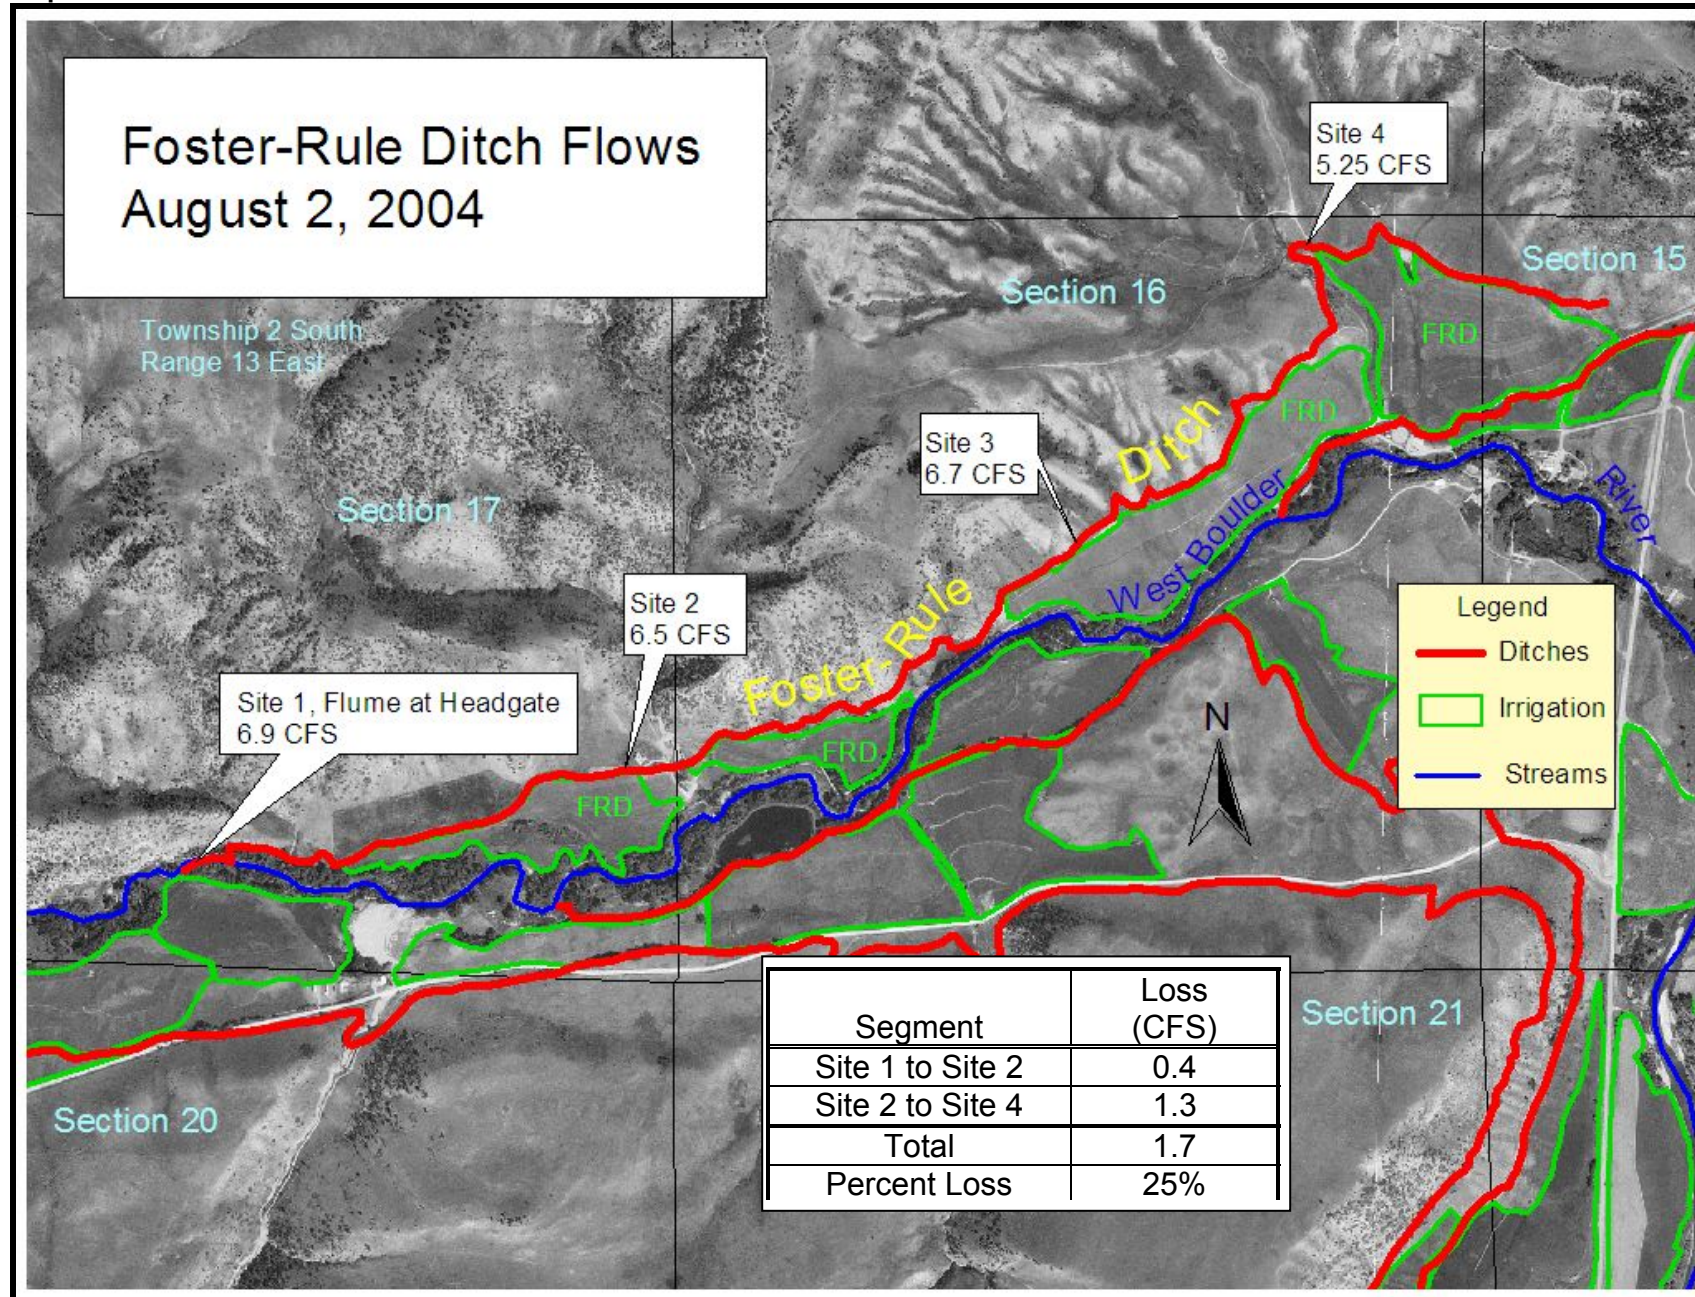 Foster-Rule Ditch Flows
August 2, 2004
Township 2 South
Range 13 East
Site 4
5.25 CFS
Section 15
Section 16
FRD
FRD
Site 3
6.7 CFS
Ditch
Section 17
West Boulder
River
Site 2
6.5 CFS
Foster-Rule
Site 1, Flume at Headgate
6.9 CFS
FRD
FRD
N
Legend
Ditches
Irrigation
Streams
Section 20
Section 21
Segment Loss
(CFS)
Site 1 to Site 2 0.4
Site 2 to Site 4 1.3
Total 1.7
Percent Loss 25%